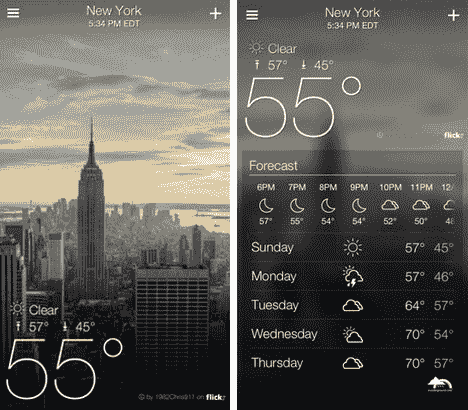 New York
5:34 PM EDT
Clear
57° 45°
55°
by 1982Chris911 on flickr
New York
5:34 PM EDT
Clear
57° 45°
55°
flickr
Forecast
6PM 7PM 8PM 9PM 10PM 11PM 12
57° 55° 54° 54° 52° 50° 48
Sunday 57° 45°
Monday 57° 46°
Tuesday 64° 57°
Wednesday 70° 54°
Thursday 70° 57°